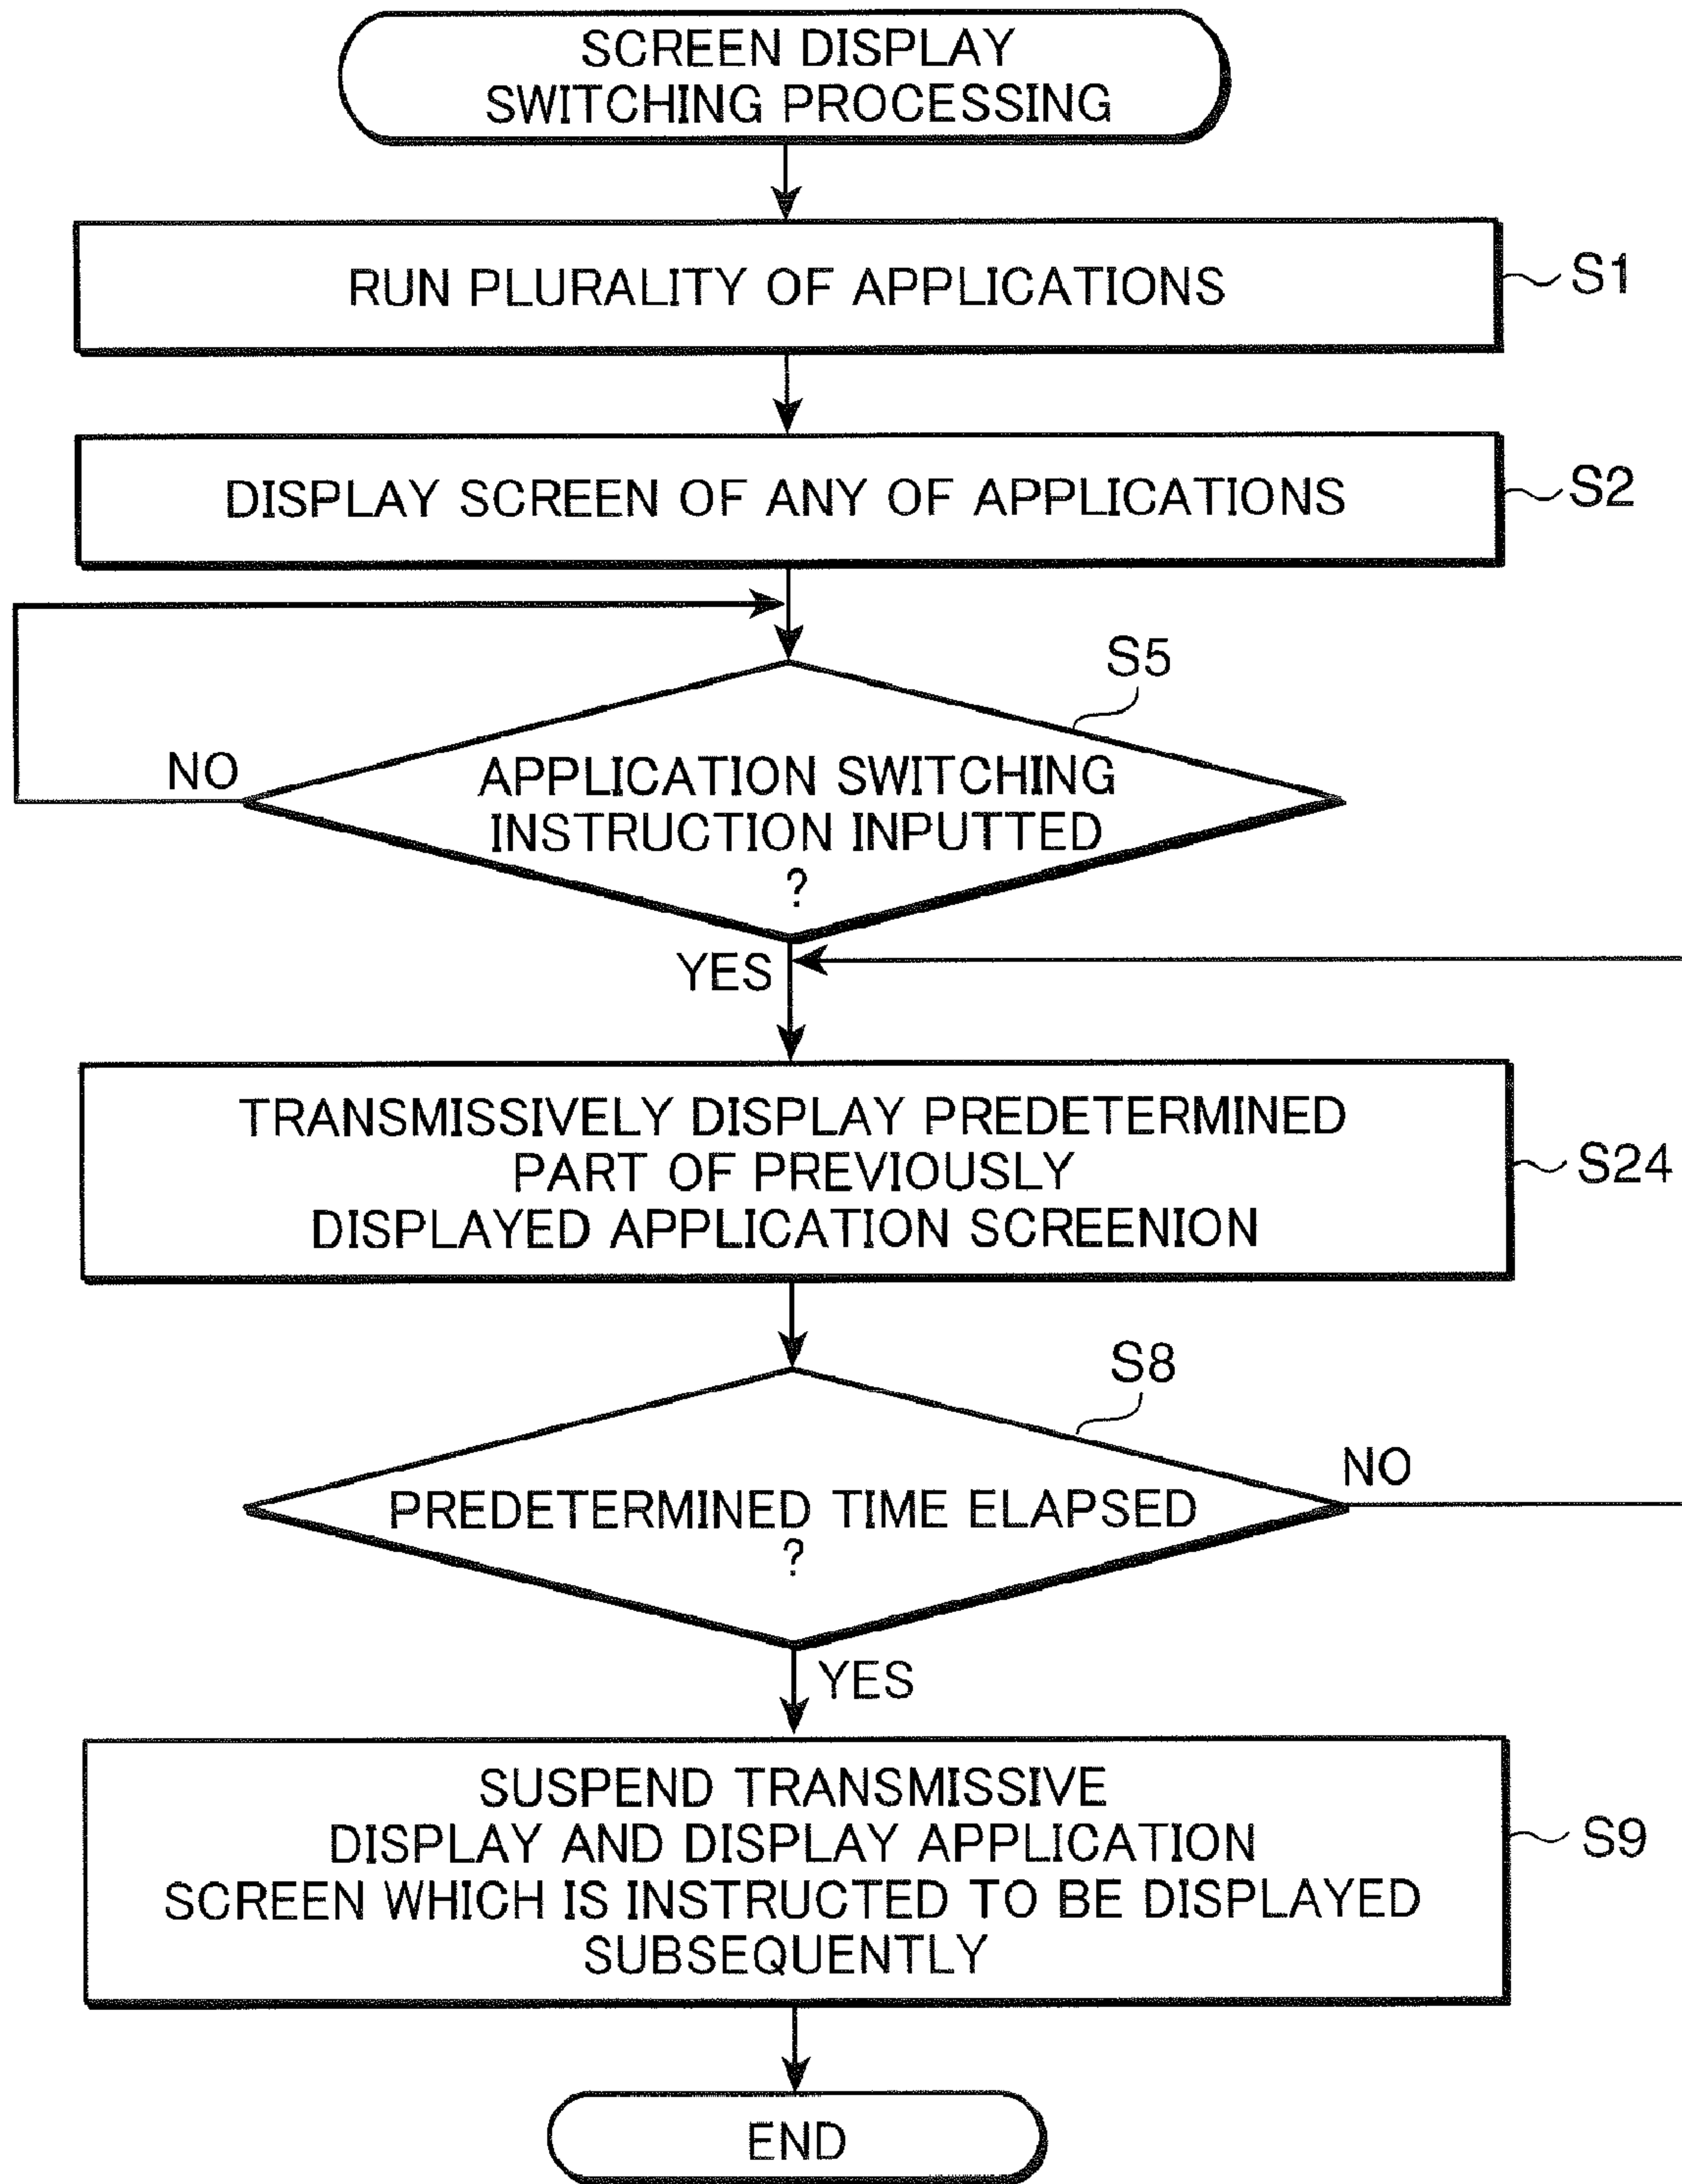 SCREEN DISPLAY
SWITCHING PROCESSING
RUN PLURALITY OF APPLICATIONS
S1
DISPLAY SCREEN OF ANY OF APPLICATIONS
S2
S5
NO
APPLICATION SWITCHING
INSTRUCTION INPUTTED
?
YES
TRANSMISSIVELY DISPLAY PREDETERMINED
PART OF PREVIOUSLY
DISPLAYED APPLICATION SCREENION
S24
S8
NO
PREDETERMINED TIME ELAPSED
?
YES
SUSPEND TRANSMISSIVE
DISPLAY AND DISPLAY APPLICATION
SCREEN WHICH IS INSTRUCTED TO BE DISPLAYED
SUBSEQUENTLY
S9
END